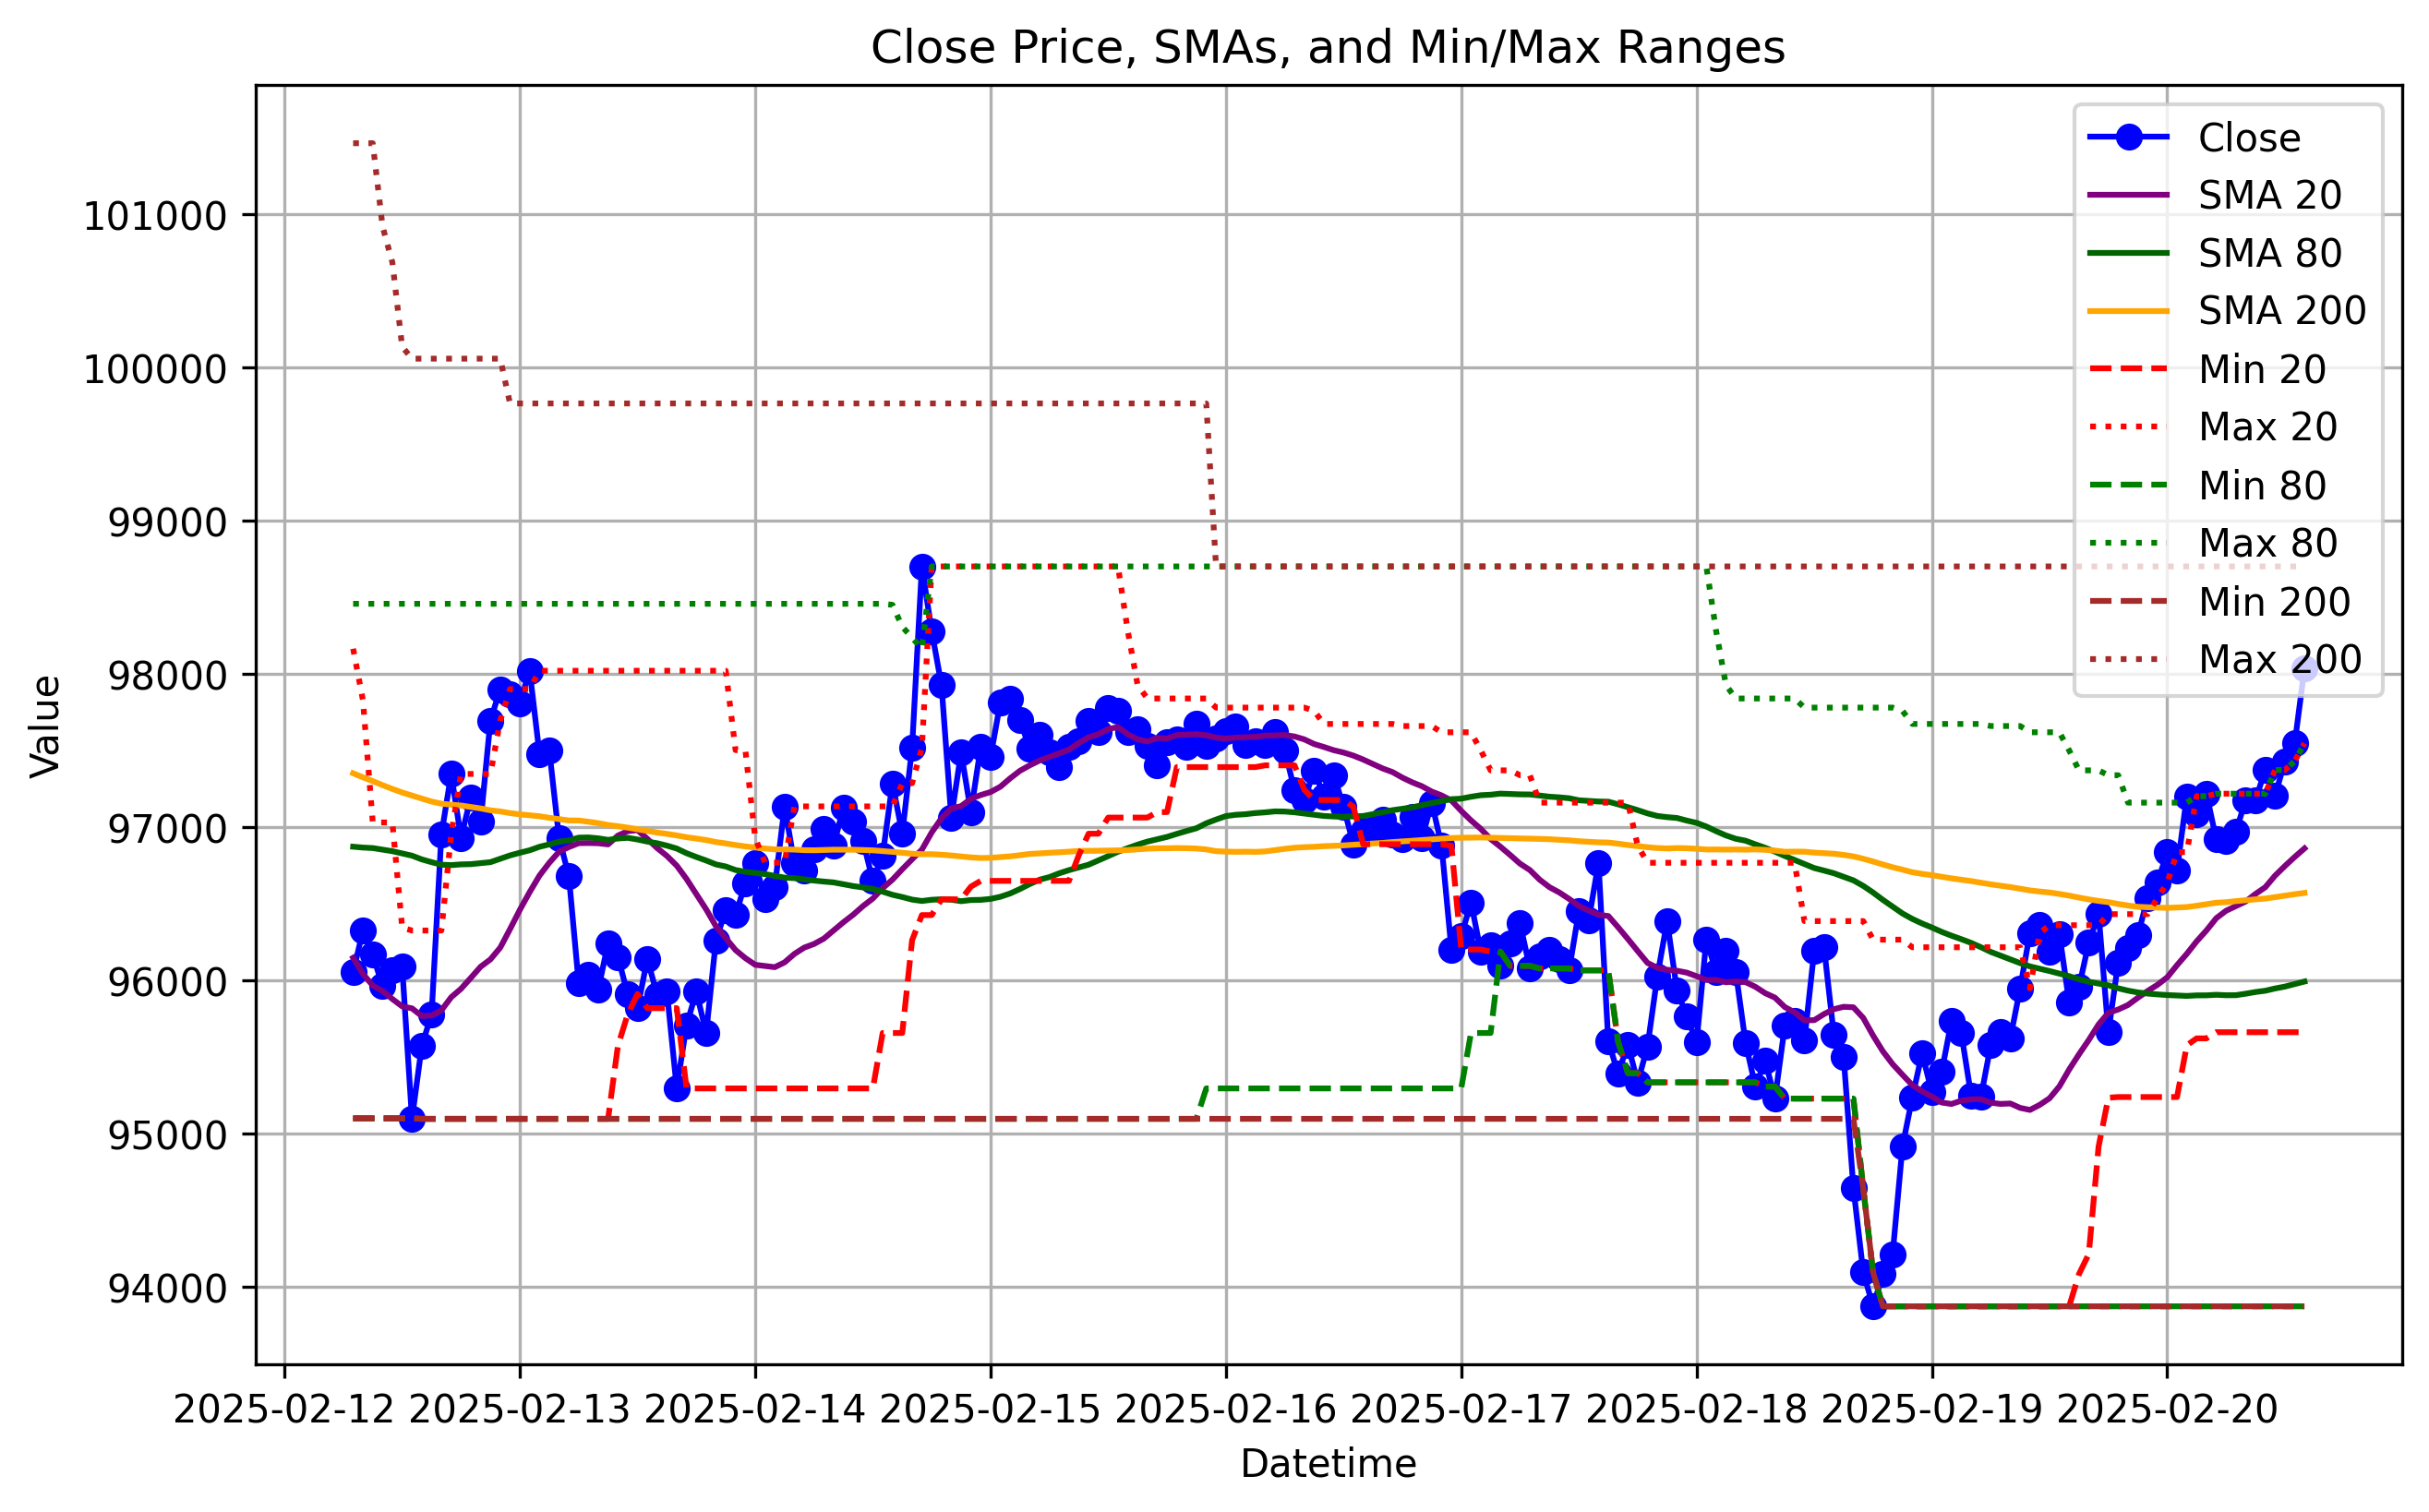 Close Price, SMAs, and Min/Max Ranges
Close
SMA 20
SMA 80
SMA 200
Min 20
Max 20
Min 80
Max 80
Min 200
Max 200
101000
100000
99000
98000
97000
96000
95000
94000
Value
2025-02-12 2025-02-13 2025-02-14 2025-02-15 2025-02-16 2025-02-17 2025-02-18 2025-02-19 2025-02-20
Datetime